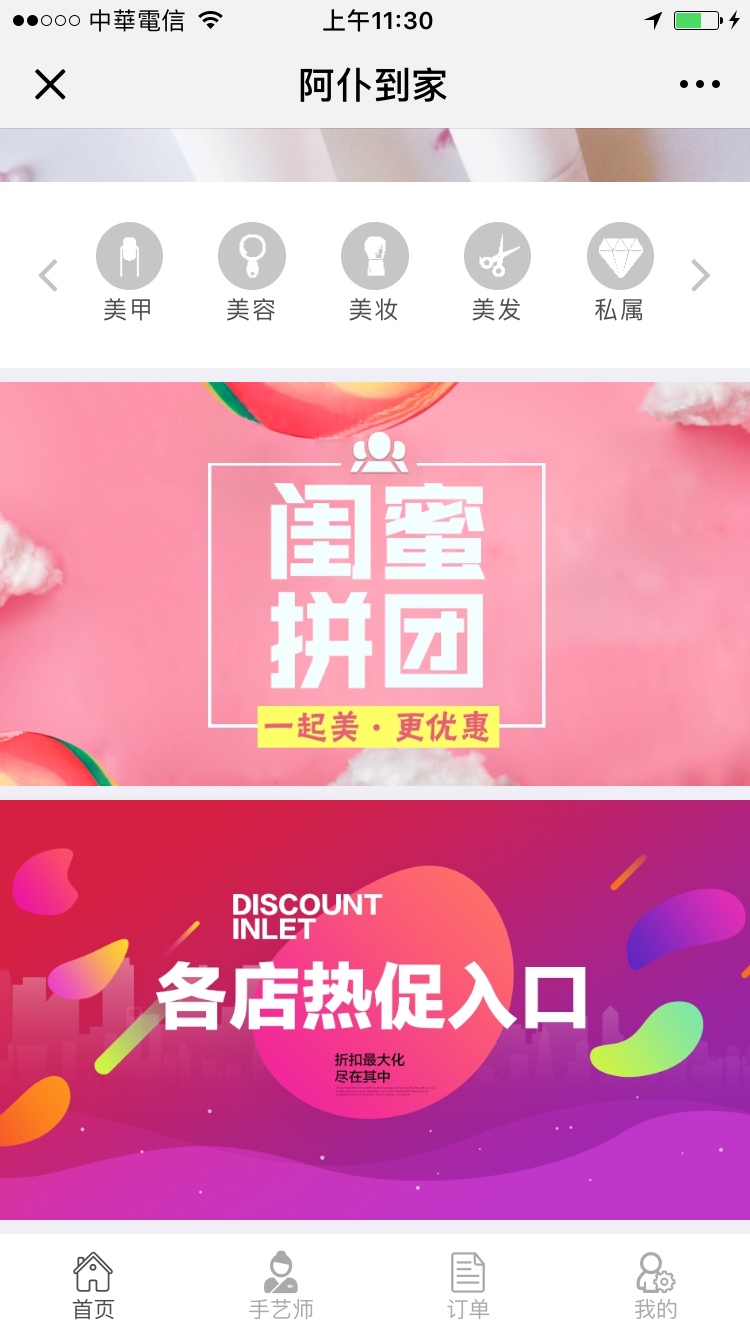 中華電信
上午11:30
阿仆到家
美甲
美容
美妆
美发
私属
闺蜜
拼团
一起美·更优惠
DISCOUNT
INLET
各店热促入口
折扣最大化
尽在其中
首页
手艺师
订单
我的